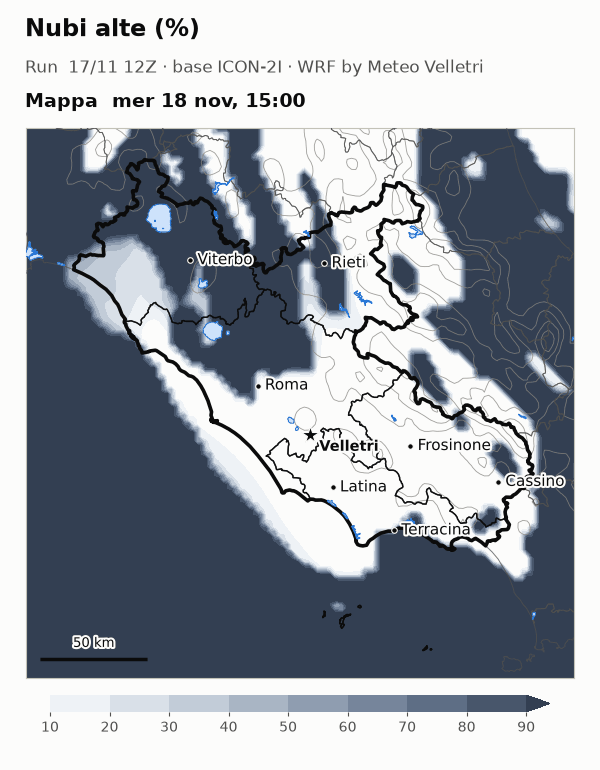 Nubi alte (%)
Run  17/11 12Z · base ICON-2I · WRF by Meteo Velletri
Mappa  mer 18 nov, 15:00
Viterbo
Rieti
Roma
Velletri
Frosinone
Latina
Cassino
Terracina
50 km
10 20 30 40 50 60 70 80 90